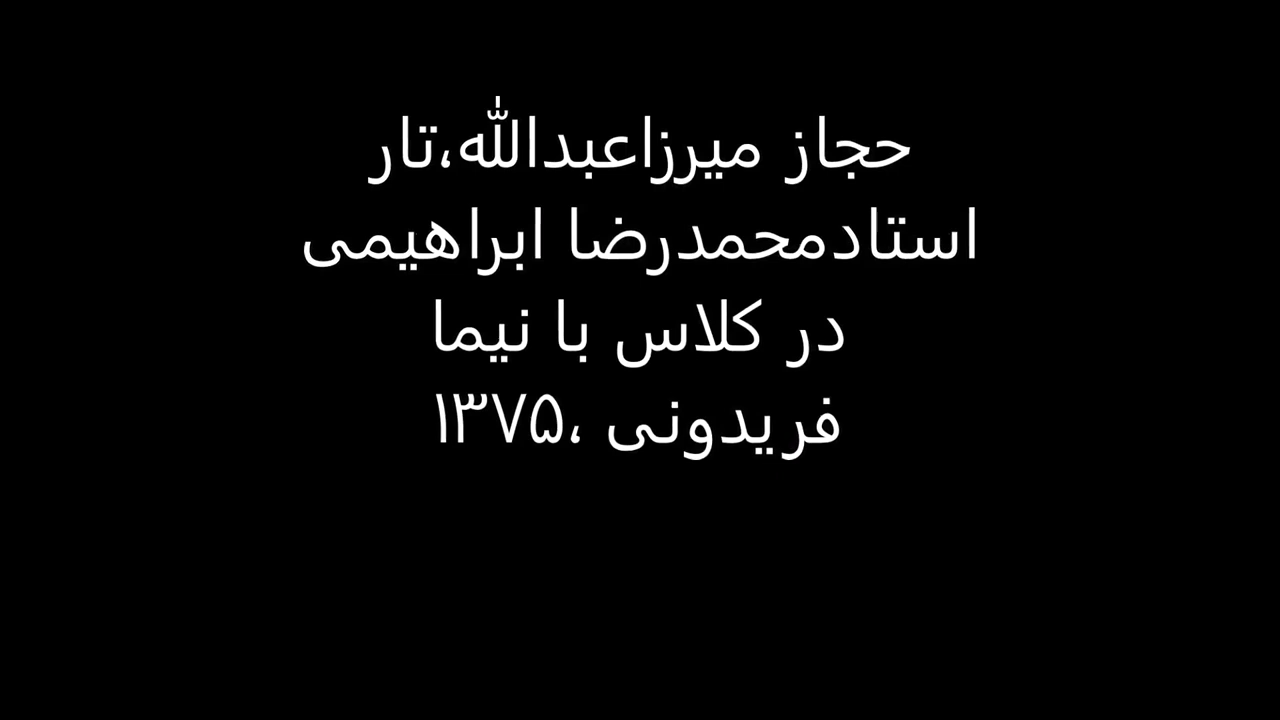 حجاز میرزاعبدالله،تار
استادمحمدرضا ابراهیمی
در کلاس با نیما
فریدونی ،۱۳۷۵